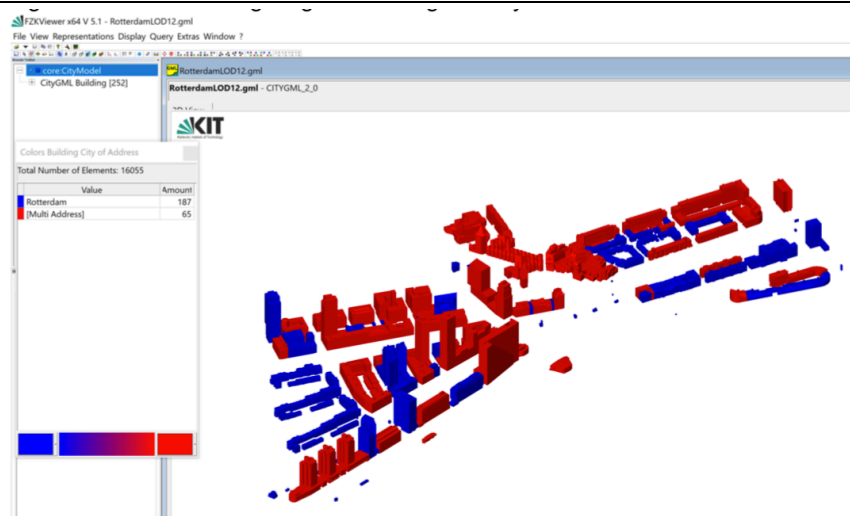 FZKViewer x64 V 5.1 - RotterdamLOD12.gml
File View Representations Display Query Extras Window ?
core:CityModel
CityGML Building [252]
RotterdamLOD12.gml
RotterdamLOD12.gml - CITYGML_2_0
KIT
Colors Building City of Address
Total Number of Elements: 16055
Value Amount
Rotterdam 187
[Multi Address] 65